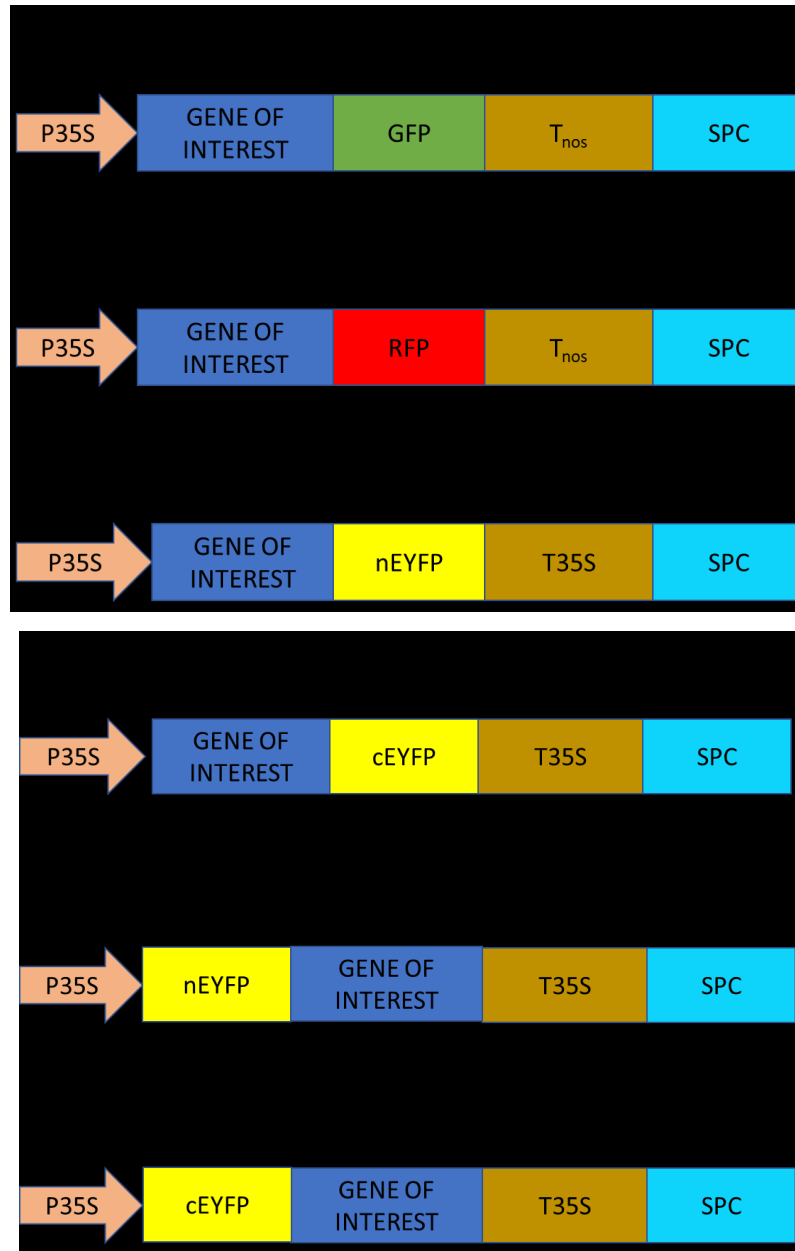 P35S GENE OF INTEREST GFP Tnos SPC
P35S GENE OF INTEREST RFP Tnos SPC
P35S GENE OF INTEREST nEYFP T35S SPC
P35S GENE OF INTEREST cEYFP T35S SPC
P35S nEYFP GENE OF INTEREST T35S SPC
P35S cEYFP GENE OF INTEREST T35S SPC